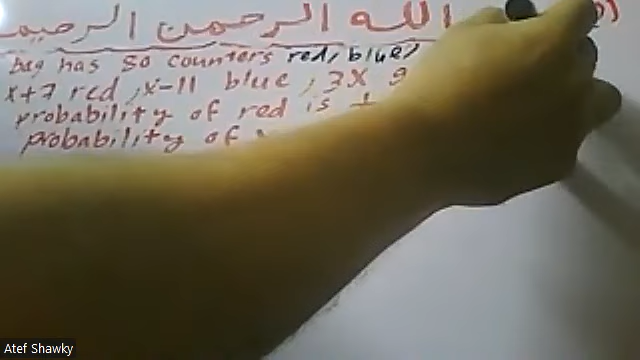 الله الرحمن الرحيم
bag has 80 counters red, blue,
x+7 red, x-11 blue, 3x g
probability of red is
probability of
Atef Shawky